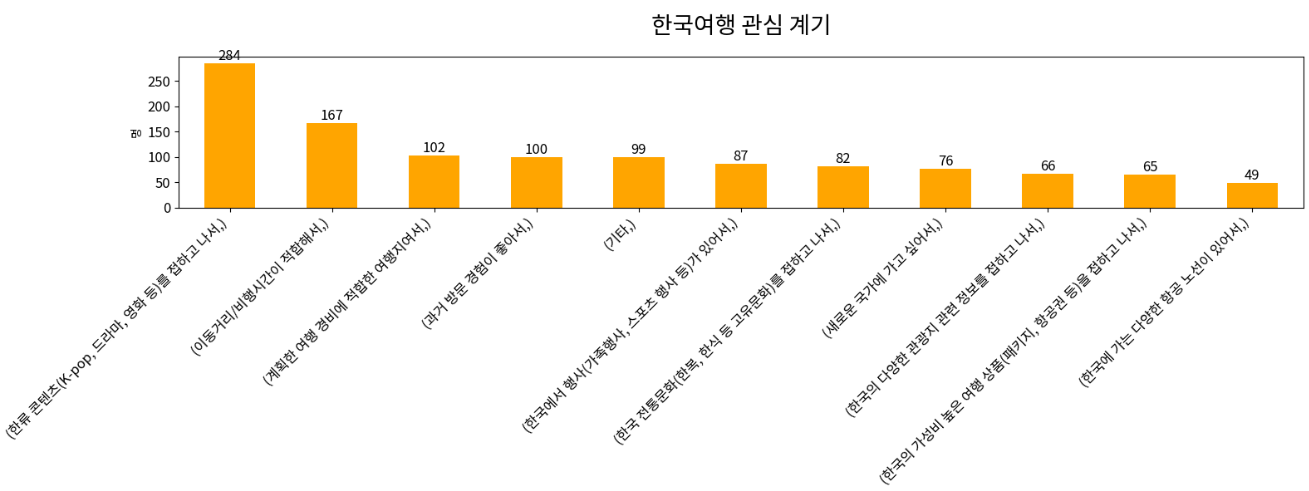 한국여행 관심 계기
명
250
200
150
100
50
0
284
167
102
100
99
87
82
76
66
65
49
(한류 콘텐츠(K-pop, 드라마, 영화 등)를 접하고 나서,)
(이동거리/비행시간이 적합해서,)
(계획한 여행 경비에 적합한 여행지여서,)
(과거 방문 경험이 좋아서,)
(기타,)
(한국에서 행사(가족행사, 스포츠 행사 등)가 있어서,)
(한국 전통문화(한복, 한식 등 고유문화)를 접하고 나서,)
(새로운 국가에 가고 싶어서,)
(한국의 다양한 관광지 관련 정보를 접하고 나서,)
(한국의 가성비 높은 여행 상품(패키지, 항공권 등)을 접하고 나서,)
(한국에 가는 다양한 항공 노선이 있어서,)